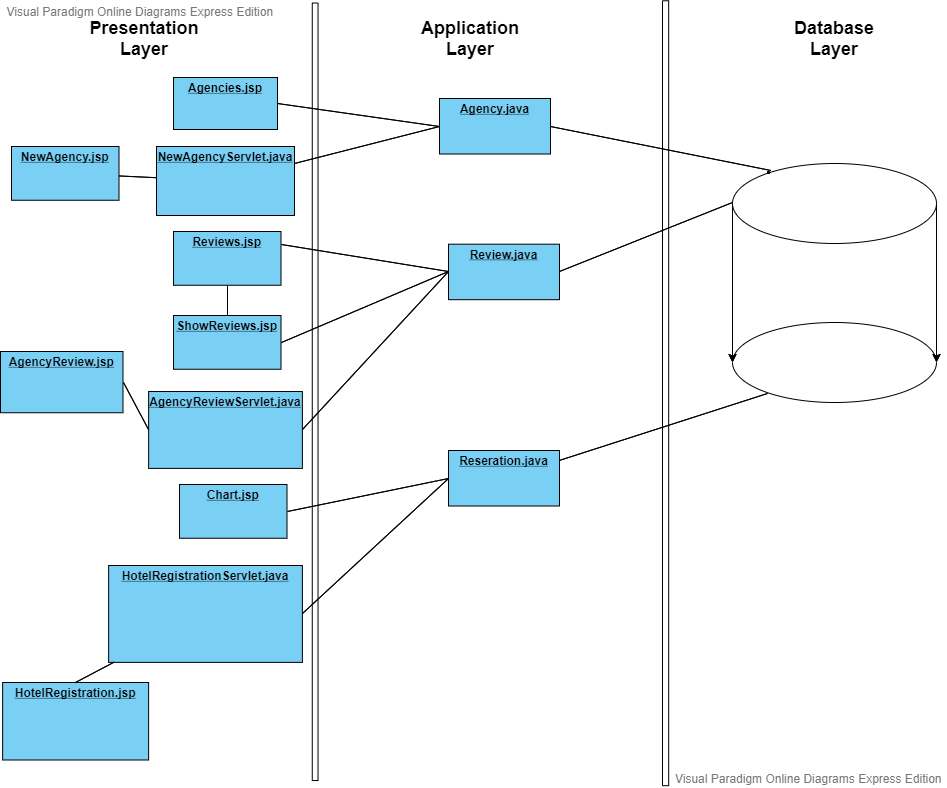 Visual Paradigm Online Diagrams Express Edition
Presentation
Layer
Application
Layer
Database
Layer
Agencies.jsp
Agency.java
NewAgency.jsp
NewAgencyServlet.java
Reviews.jsp
Review.java
ShowReviews.jsp
AgencyReview.jsp
AgencyReviewServlet.java
Reseration.java
Chart.jsp
HotelRegistrationServlet.java
HotelRegistration.jsp
Visual Paradigm Online Diagrams Express Edition